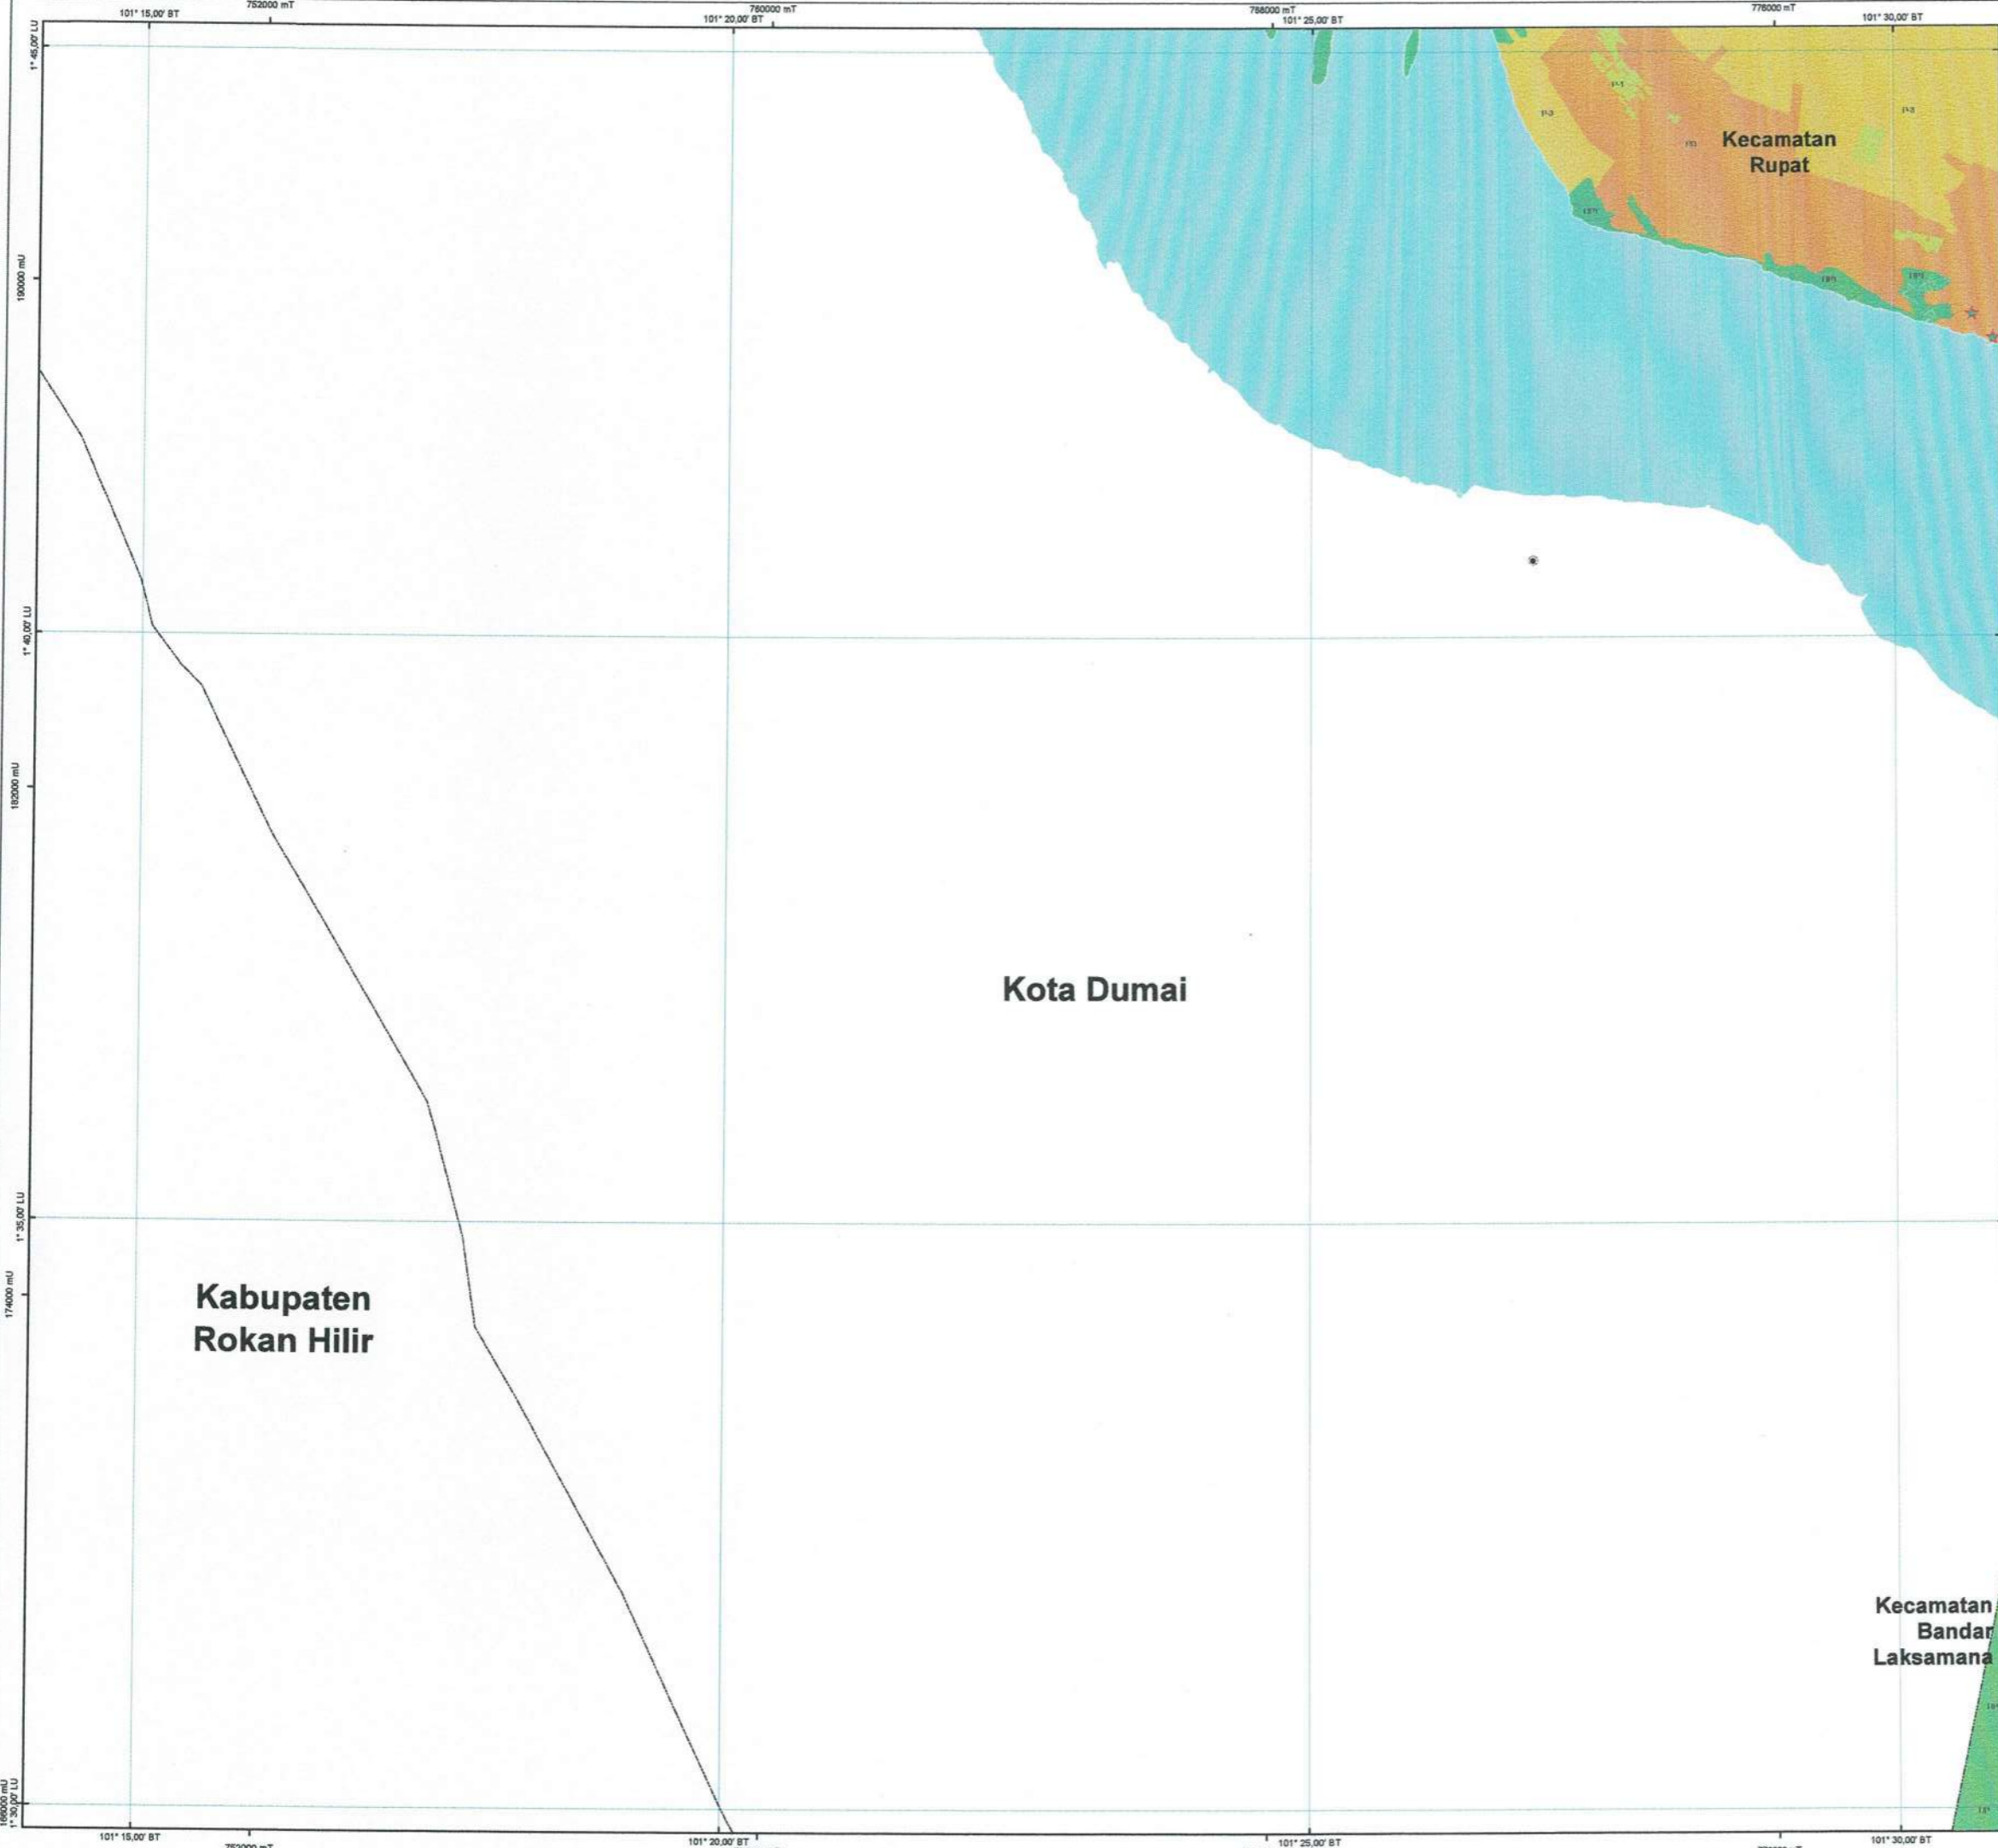 752000 mT
760000 mT
768000 mT
776000 mT
101° 15,00' BT
101° 20,00' BT
101° 25,00' BT
101° 30,00' BT
1° 45,00' LU
P-3
P-3
Kecamatan
Rupat
190000 mU
1° 40,00' LU
182000 mU
Kota Dumai
1° 35,00' LU
174000 mU
Kabupaten
Rokan Hilir
Kecamatan
Bandar
Laksamana
166000 mU
1° 30,00' LU
101° 15,00' BT
101° 20,00' BT
101° 25,00' BT
101° 30,00' BT
752000 mT